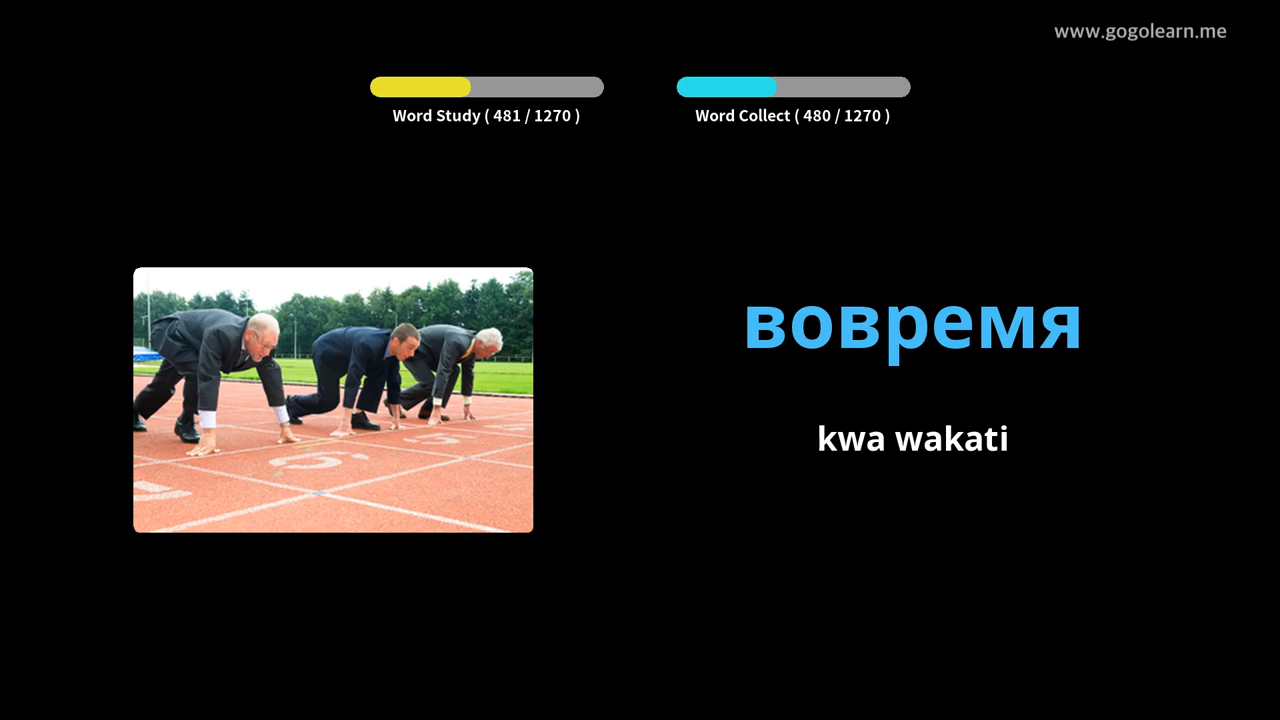 www.gogolearn.me
Word Study ( 481 / 1270 )
Word Collect ( 480 / 1270 )
вовремя
kwa wakati